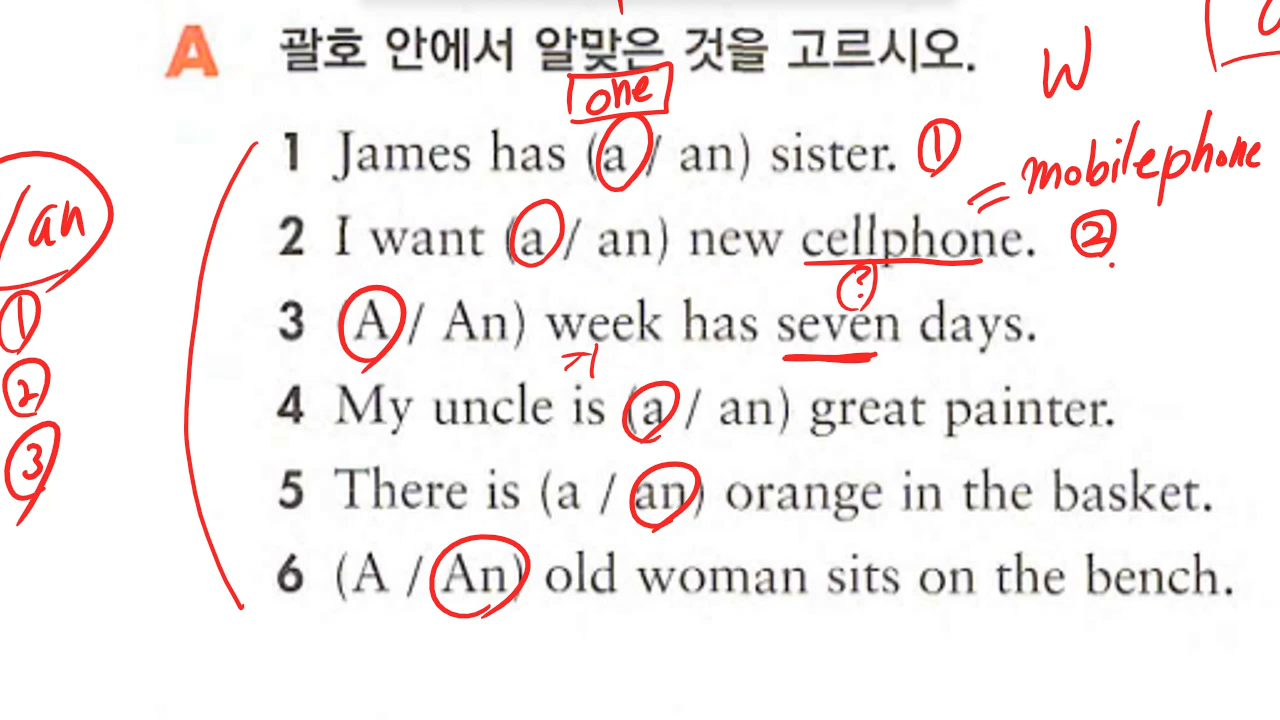 A 괄호 안에서 알맞은 것을 고르시오.
W
one
1 James has (a / an) sister. ①
= mobilephone
/an
2 I want (a / an) new cellphone. ②
?
①
3 (A / An) week has seven days.
②
4 My uncle is (a / an) great painter.
③
5 There is (a / an) orange in the basket.
6 (A / An) old woman sits on the bench.